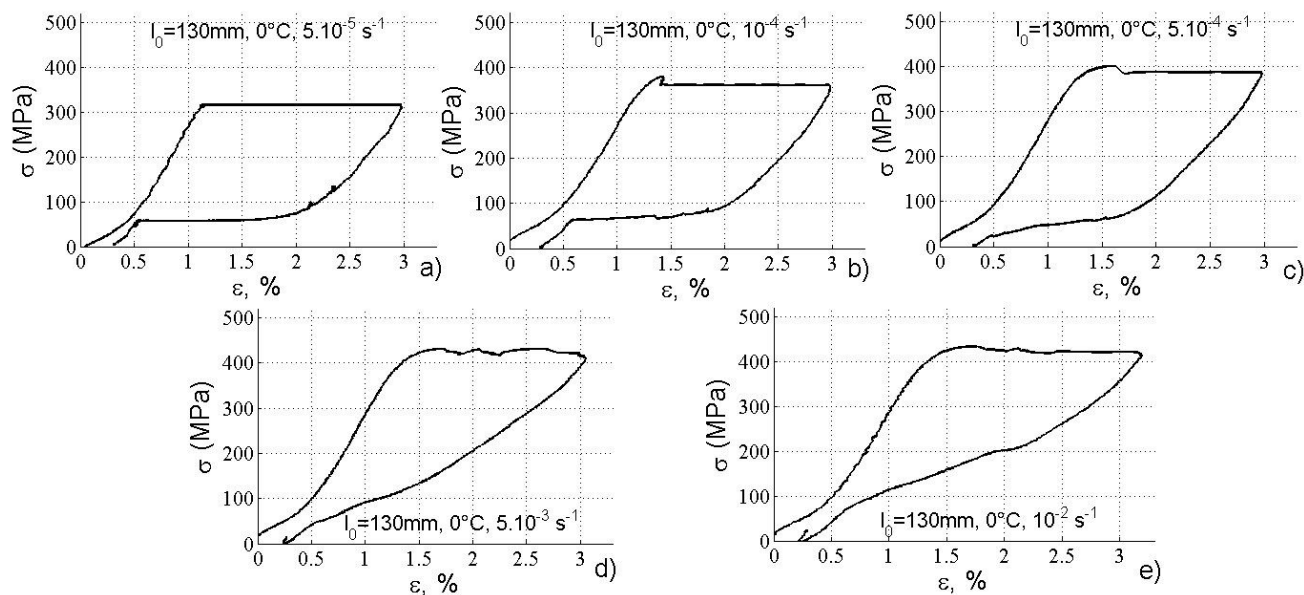 l₀=130mm, 0°C, 5.10⁻⁵ s⁻¹
500
400
300
200
100
0
σ (MPa)
0 0.5 1 1.5 2 2.5 3
ε, %
a)
l₀=130mm, 0°C, 10⁻⁴ s⁻¹
500
400
300
200
100
0
σ (MPa)
0 0.5 1 1.5 2 2.5 3
ε, %
b)
l₀=130mm, 0°C, 5.10⁻⁴ s⁻¹
500
400
300
200
100
0
σ (MPa)
0 0.5 1 1.5 2 2.5 3
ε, %
c)
500
400
300
200
100
0
σ (MPa)
l₀=130mm, 0°C, 5.10⁻³ s⁻¹
0 0.5 1 1.5 2 2.5 3
ε, %
d)
500
400
300
200
100
0
σ (MPa)
l₀=130mm, 0°C, 10⁻² s⁻¹
0 0.5 1 1.5 2 2.5 3
ε, %
e)